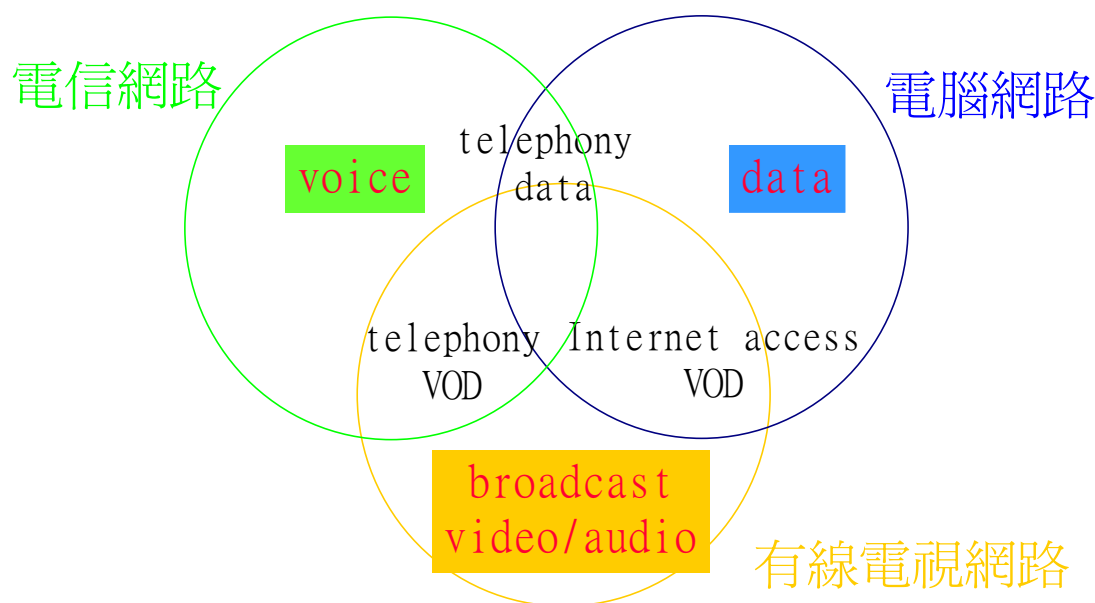 電信網路
電腦網路
telephony
data
voice
data
telephony
VOD
Internet access
VOD
broadcast
video/audio
有線電視網路